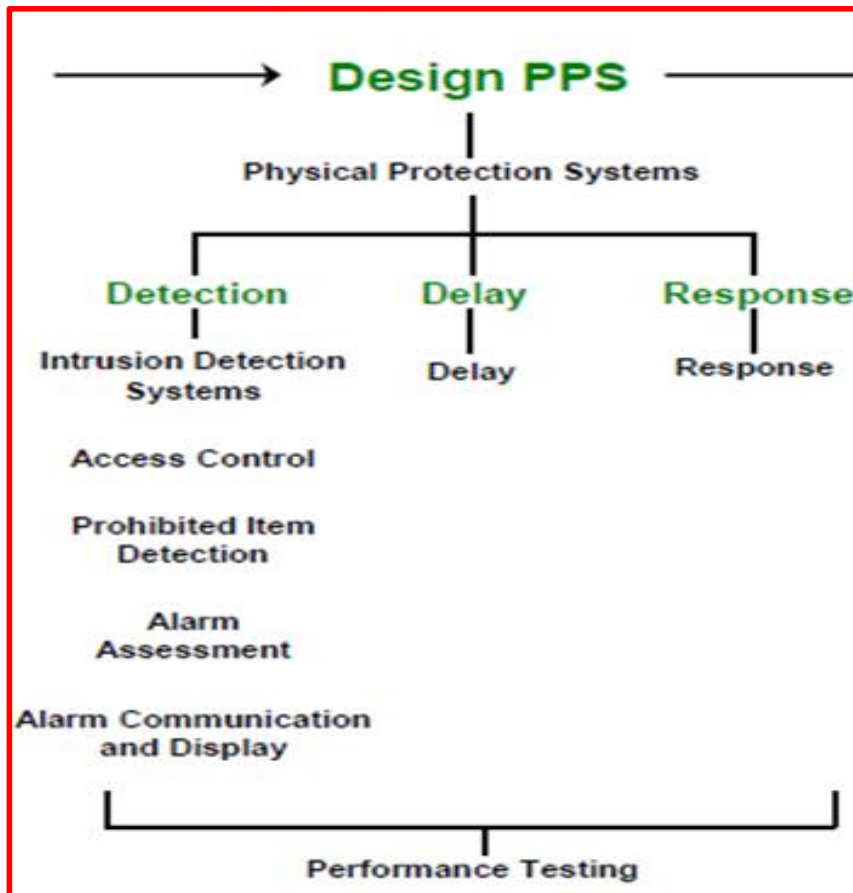 Design PPS
Physical Protection Systems
Detection Delay Response
Intrusion Detection
Systems
Delay
Response
Access Control
Prohibited Item
Detection
Alarm
Assessment
Alarm Communication
and Display
Performance Testing